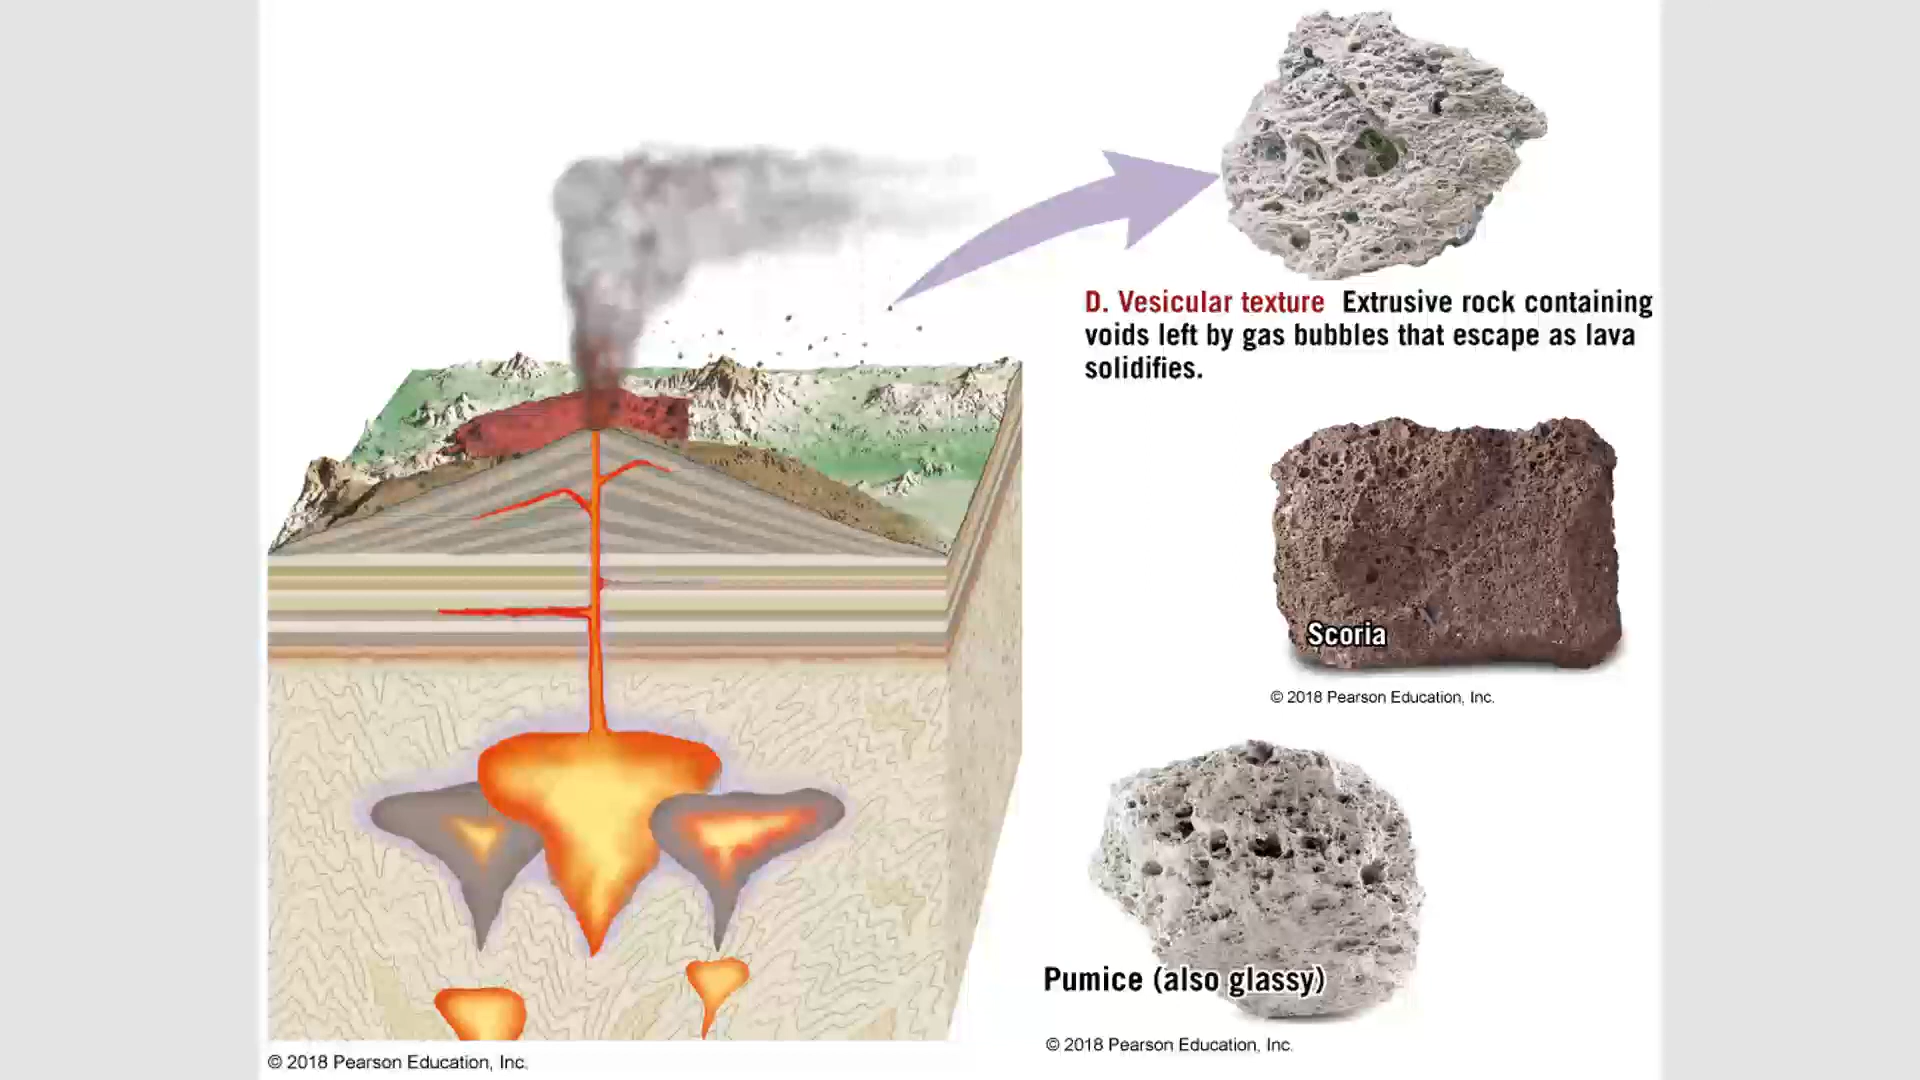 D. Vesicular texture Extrusive rock containing
voids left by gas bubbles that escape as lava
solidifies.
Scoria
© 2018 Pearson Education, Inc.
Pumice (also glassy)
© 2018 Pearson Education, Inc.
© 2018 Pearson Education, Inc.